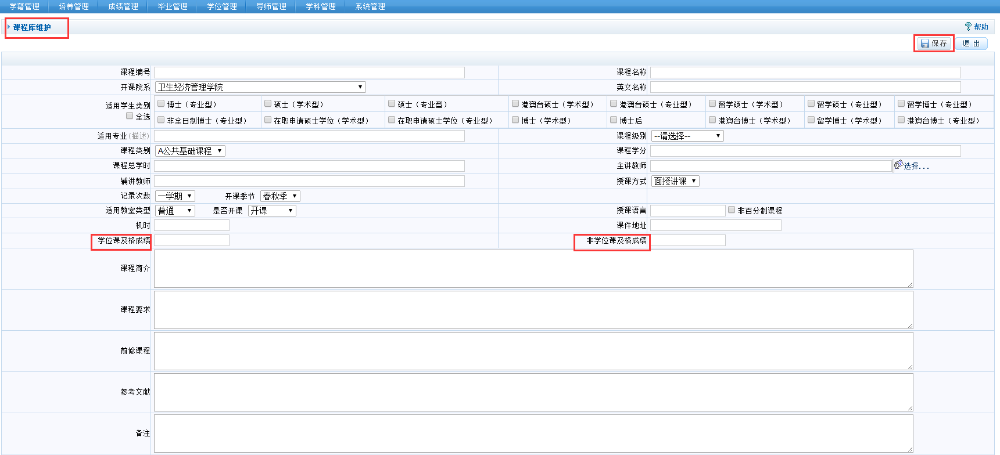 学籍管理 培养管理 成绩管理 毕业管理 学位管理 导师管理 学科管理 系统管理
课程库维护 帮助
保存 退 出
课程编号 课程名称
开课院系 卫生经济管理学院 英文名称
适用学生类别 博士（专业型） 硕士（学术型） 硕士（专业型） 港澳台硕士（学术型） 港澳台硕士（专业型） 留学硕士（学术型） 留学硕士（专业型） 留学博士（专业型）
全选 非全日制博士（专业型） 在职申请硕士学位（学术型） 在职申请硕士学位（专业型） 博士（学术型） 博士后 港澳台博士（学术型） 留学博士（学术型） 港澳台博士（专业型）
适用专业(描述) 课程级别 --请选择--
课程类别 A公共基础课程 课程学分
课程总学时 主讲教师 选择...
辅讲教师 授课方式 面授讲课
记录次数 一学期 开课季节 春秋季
适用教室类型 普通 是否开课 开课 授课语言 非百分制课程
机时 课件地址
学位课及格成绩 非学位课及格成绩
课程简介
课程要求
前修课程
参考文献
备注